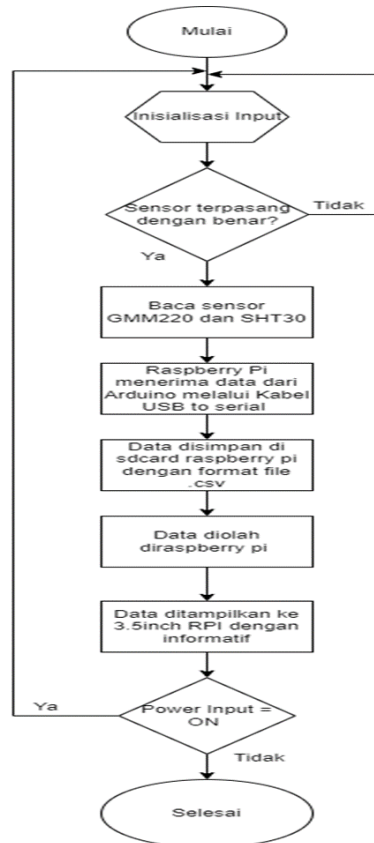 Mulai
Inisialisasi Input
Sensor terpasang
dengan benar?
Tidak
Ya
Baca sensor
GMM220 dan SHT30
Raspberry Pi
menerima data dari
Arduino melalui Kabel
USB to serial
Data disimpan di
sdcard raspberry pi
dengan format file
.csv
Data diolah
diraspberry pi
Data ditampilkan ke
3.5inch RPI dengan
informatif
Ya
Power Input =
ON
Tidak
Selesai